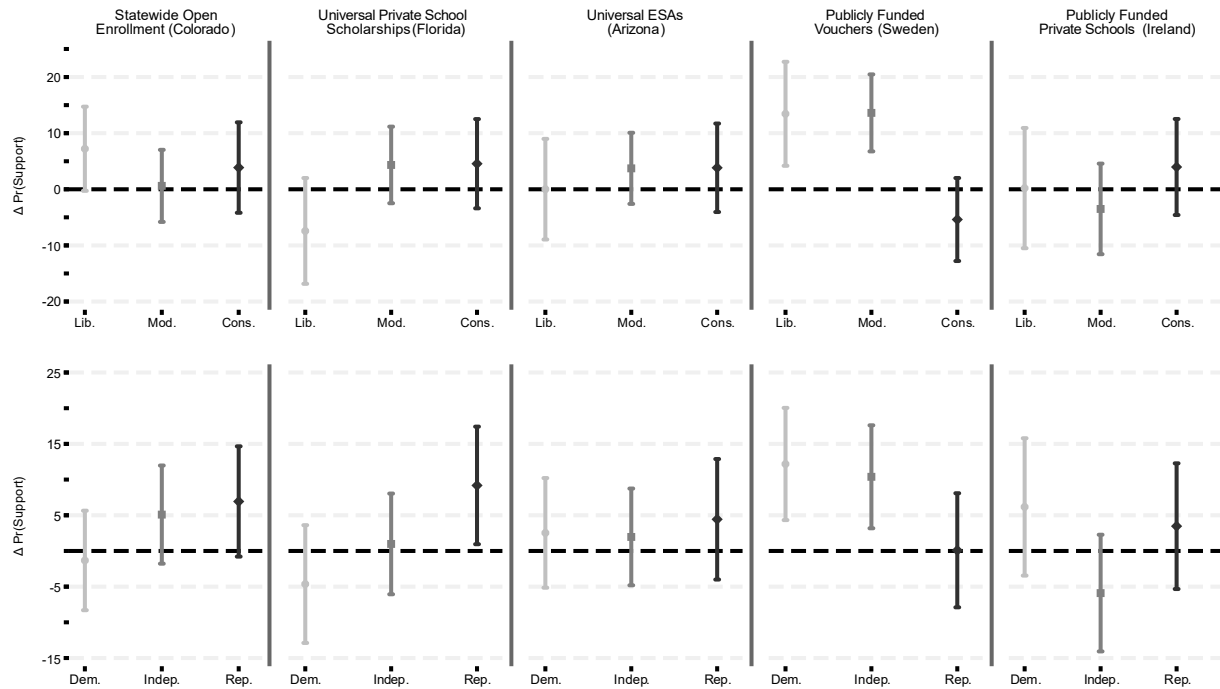 Statewide Open
Enrollment (Colorado)
Universal Private School
Scholarships (Florida)
Universal ESAs
(Arizona)
Publicly Funded
Vouchers (Sweden)
Publicly Funded
Private Schools (Ireland)
Δ Pr(Support)
20
10
0
-10
-20
Lib.
Mod.
Cons.
Lib.
Mod.
Cons.
Lib.
Mod.
Cons.
Lib.
Mod.
Cons.
Lib.
Mod.
Cons.
Δ Pr(Support)
25
15
5
-5
-15
Dem.
Indep.
Rep.
Dem.
Indep.
Rep.
Dem.
Indep.
Rep.
Dem.
Indep.
Rep.
Dem.
Indep.
Rep.